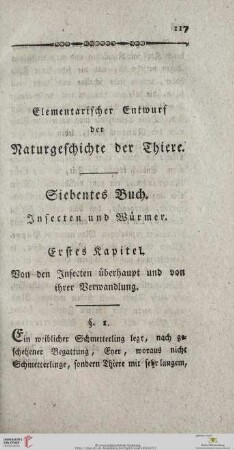 117
Elementarischer Entwurf
der
Naturgeschichte der Thiere.
Siebentes Buch.
Insecten und Würmer.
Erstes Kapitel.
Von den Insecten überhaupt und von
ihrer Verwandlung.
§. 1.
Ein weiblicher Schmetterling legt, nach ge-
schehener Begattung, Eyer, woraus nicht
Schmetterlinge, sondern Thiere mit sehr langem,